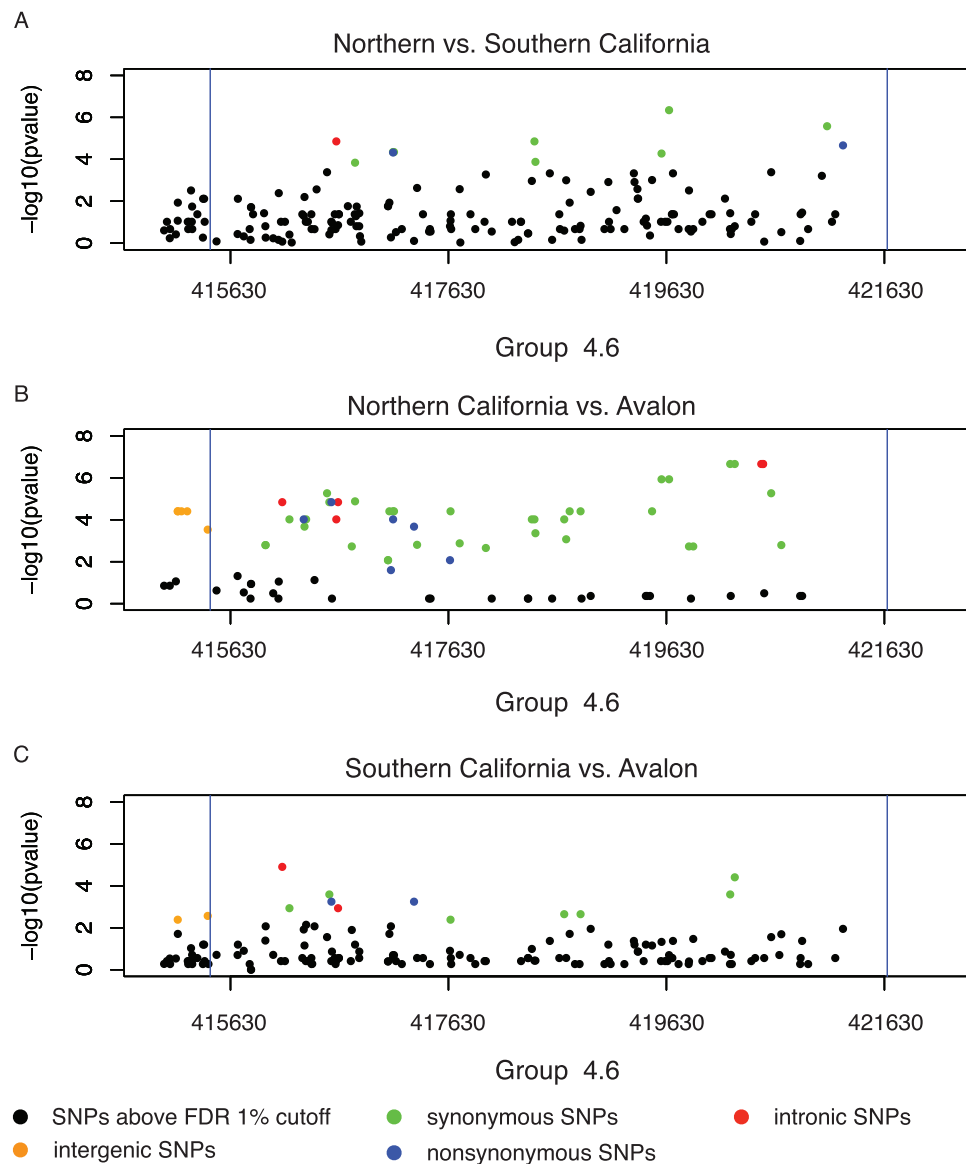 A
Northern vs. Southern California
−log10(pvalue)
8
6
4
2
0
415630 417630 419630 421630
Group 4.6
B
Northern California vs. Avalon
−log10(pvalue)
8
6
4
2
0
415630 417630 419630 421630
Group 4.6
C
Southern California vs. Avalon
−log10(pvalue)
8
6
4
2
0
415630 417630 419630 421630
Group 4.6
SNPs above FDR 1% cutoff synonymous SNPs intronic SNPs
intergenic SNPs nonsynonymous SNPs